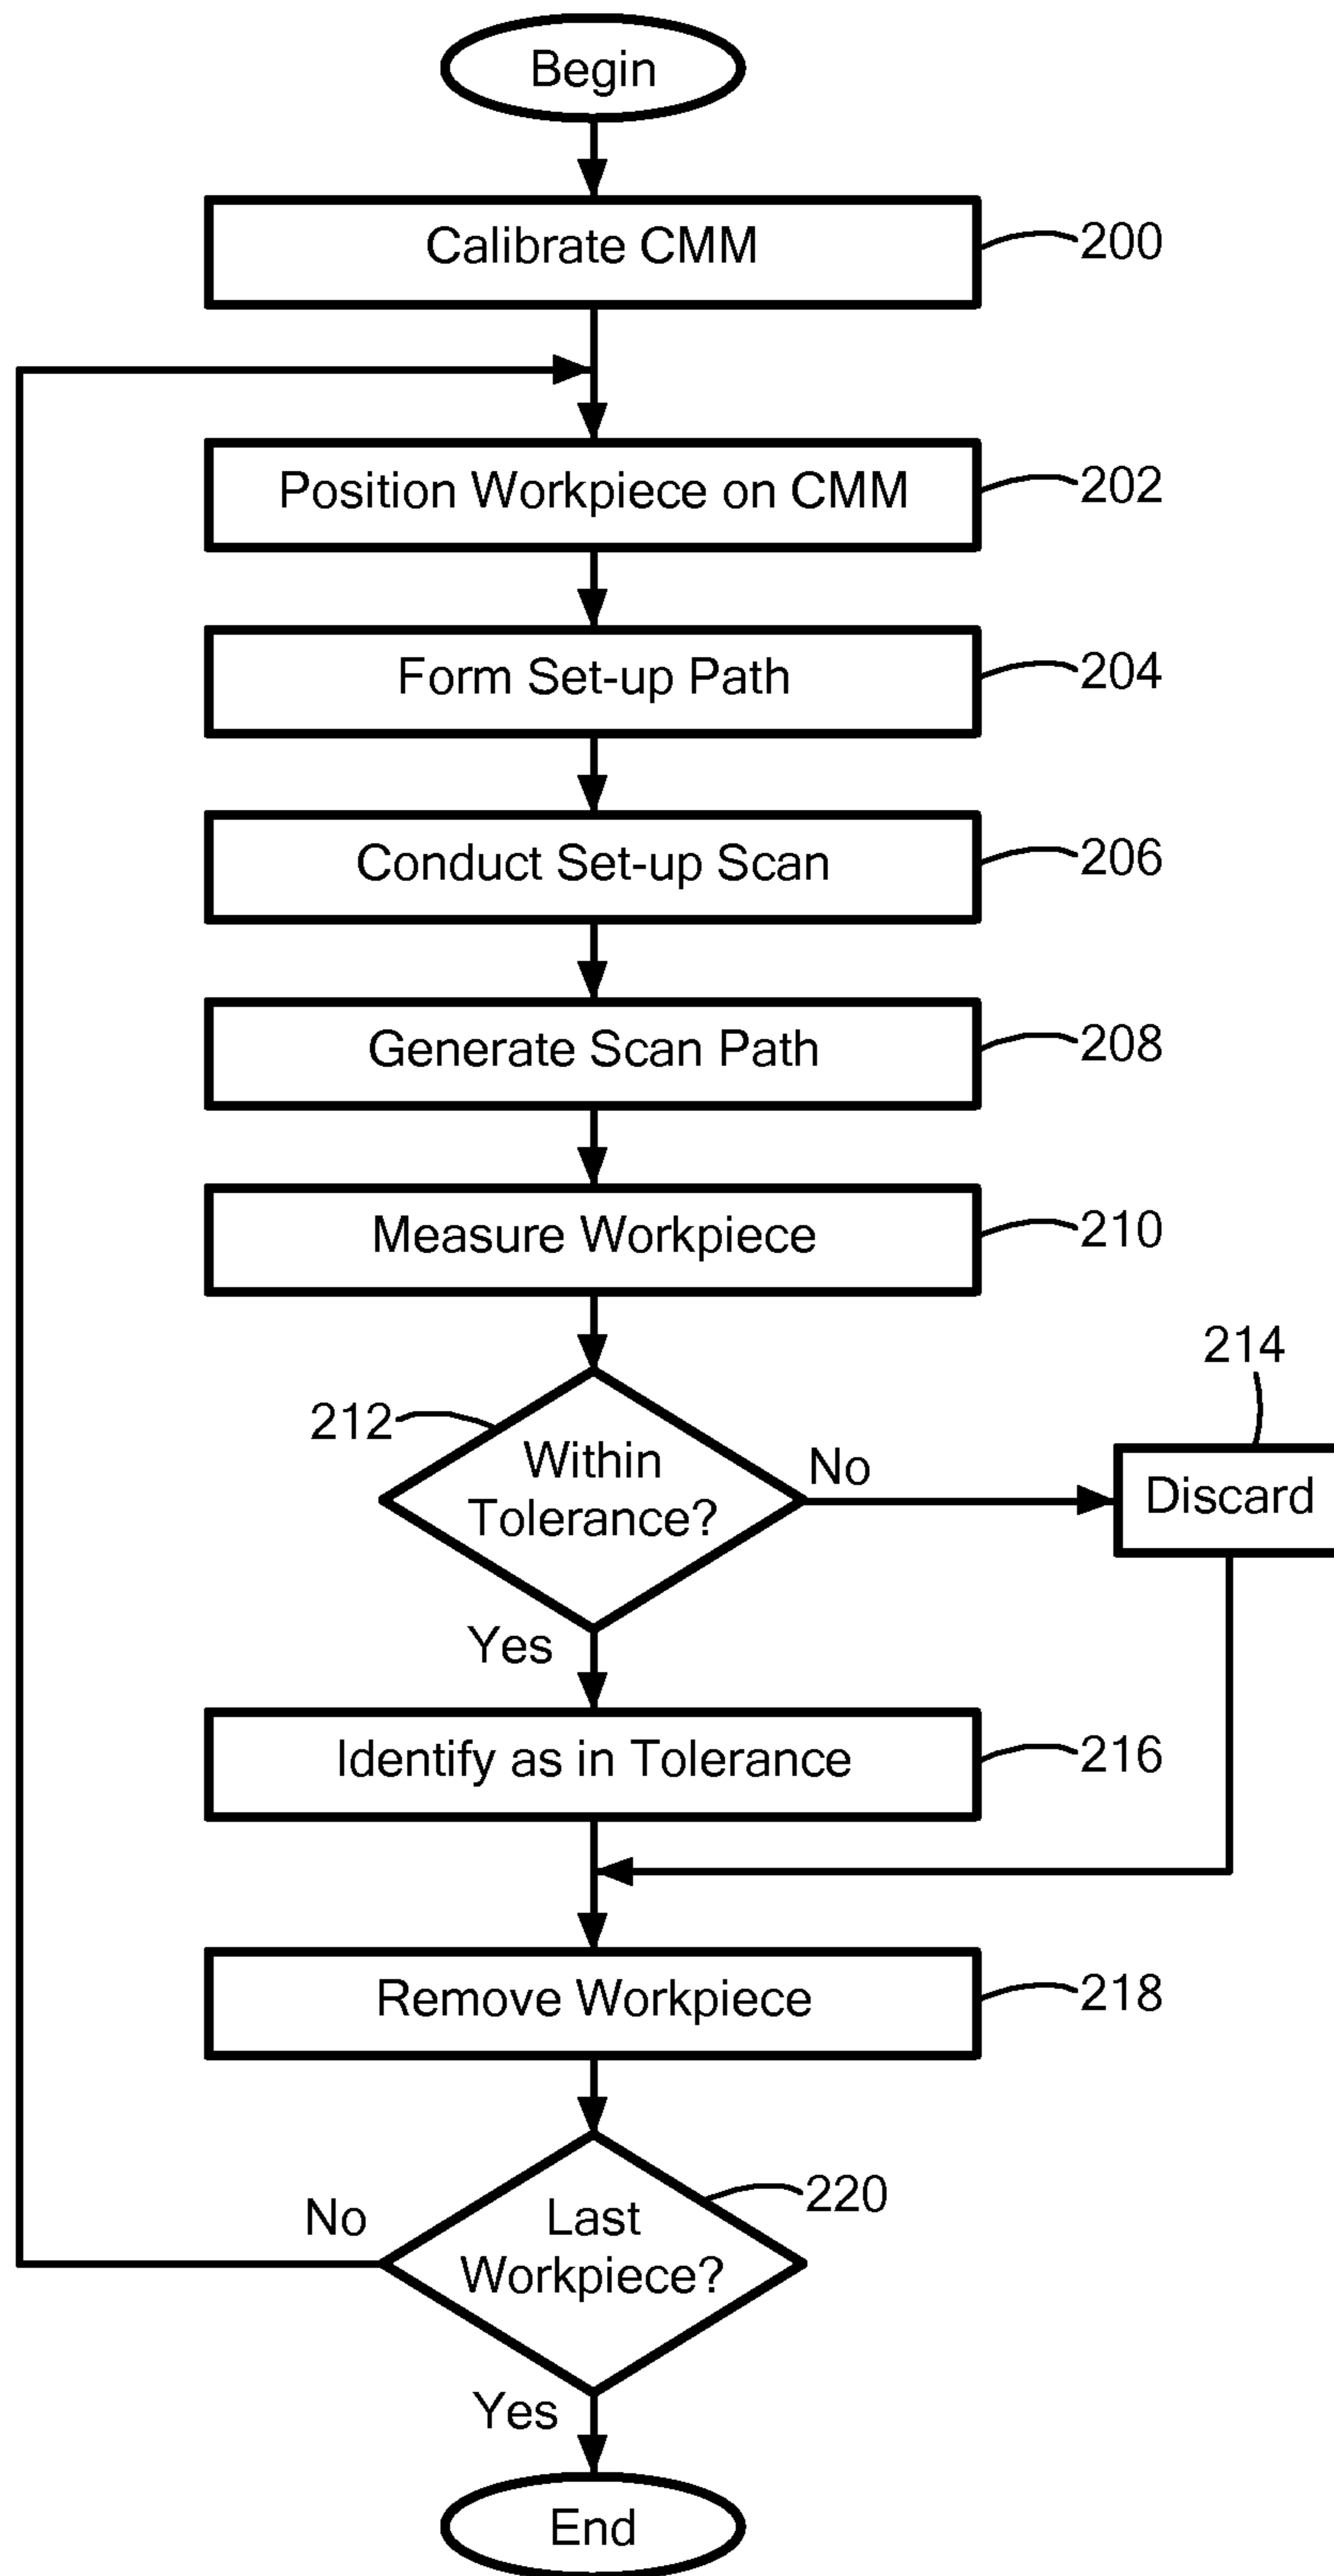 Begin
Calibrate CMM
200
Position Workpiece on CMM
202
Form Set-up Path
204
Conduct Set-up Scan
206
Generate Scan Path
208
Measure Workpiece
210
214
212
Within
Tolerance?
No
Discard
Yes
Identify as in Tolerance
216
Remove Workpiece
218
220
No
Last
Workpiece?
Yes
End